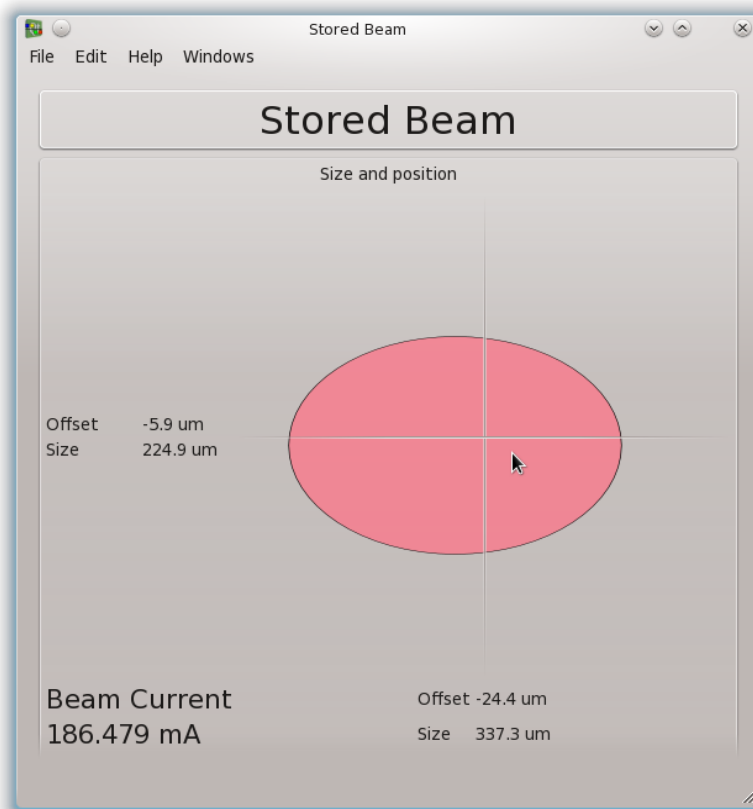 Stored Beam
File Edit Help Windows
Stored Beam
Size and position
Offset -5.9 um
Size 224.9 um
Beam Current
186.479 mA
Offset -24.4 um
Size 337.3 um